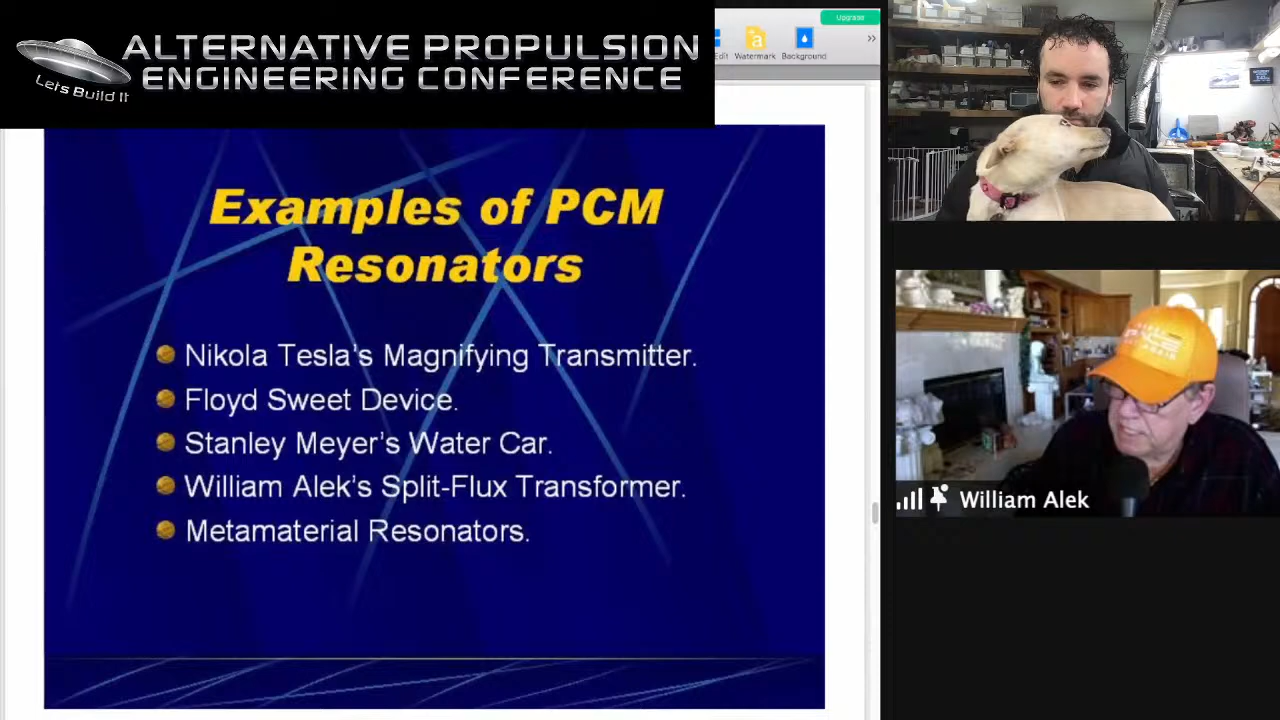 ALTERNATIVE PROPULSION
ENGINEERING CONFERENCE
Lets Build It
Upgrade
Watermark
Background
Examples of PCM
Resonators
Nikola Tesla's Magnifying Transmitter.
Floyd Sweet Device.
Stanley Meyer's Water Car.
William Alek's Split-Flux Transformer.
Metamaterial Resonators.
William Alek